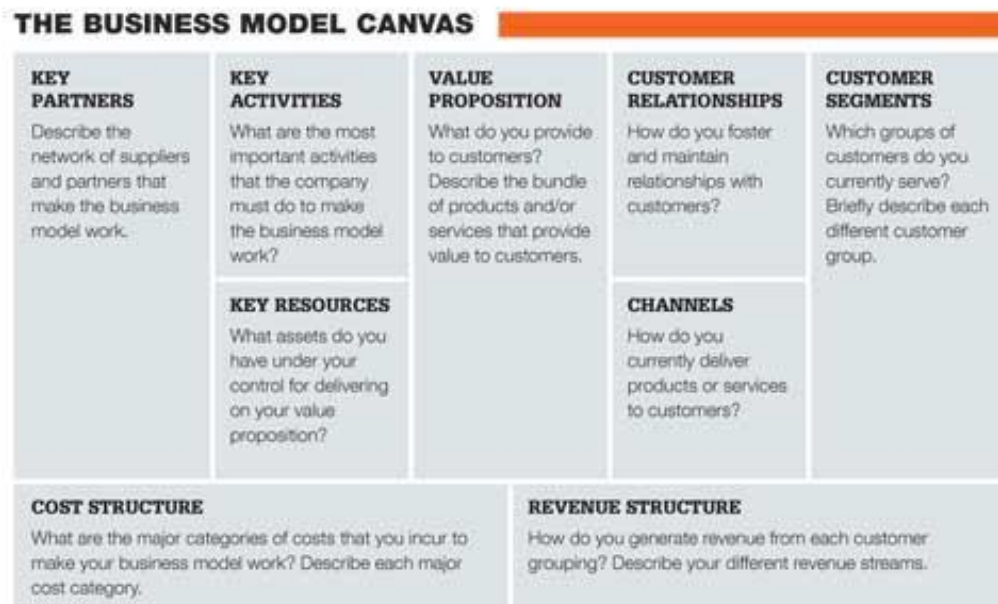 THE BUSINESS MODEL CANVAS
KEY
PARTNERS
Describe the
network of suppliers
and partners that
make the business
model work.
KEY
ACTIVITIES
What are the most
important activities
that the company
must do to make
the business model
work?
KEY RESOURCES
What assets do you
have under your
control for delivering
on your value
proposition?
VALUE
PROPOSITION
What do you provide
to customers?
Describe the bundle
of products and/or
services that provide
value to customers.
CUSTOMER
RELATIONSHIPS
How do you foster
and maintain
relationships with
customers?
CHANNELS
How do you
currently deliver
products or services
to customers?
CUSTOMER
SEGMENTS
Which groups of
customers do you
currently serve?
Briefly describe each
different customer
group.
COST STRUCTURE
What are the major categories of costs that you incur to
make your business model work? Describe each major
cost category.
REVENUE STRUCTURE
How do you generate revenue from each customer
grouping? Describe your different revenue streams.